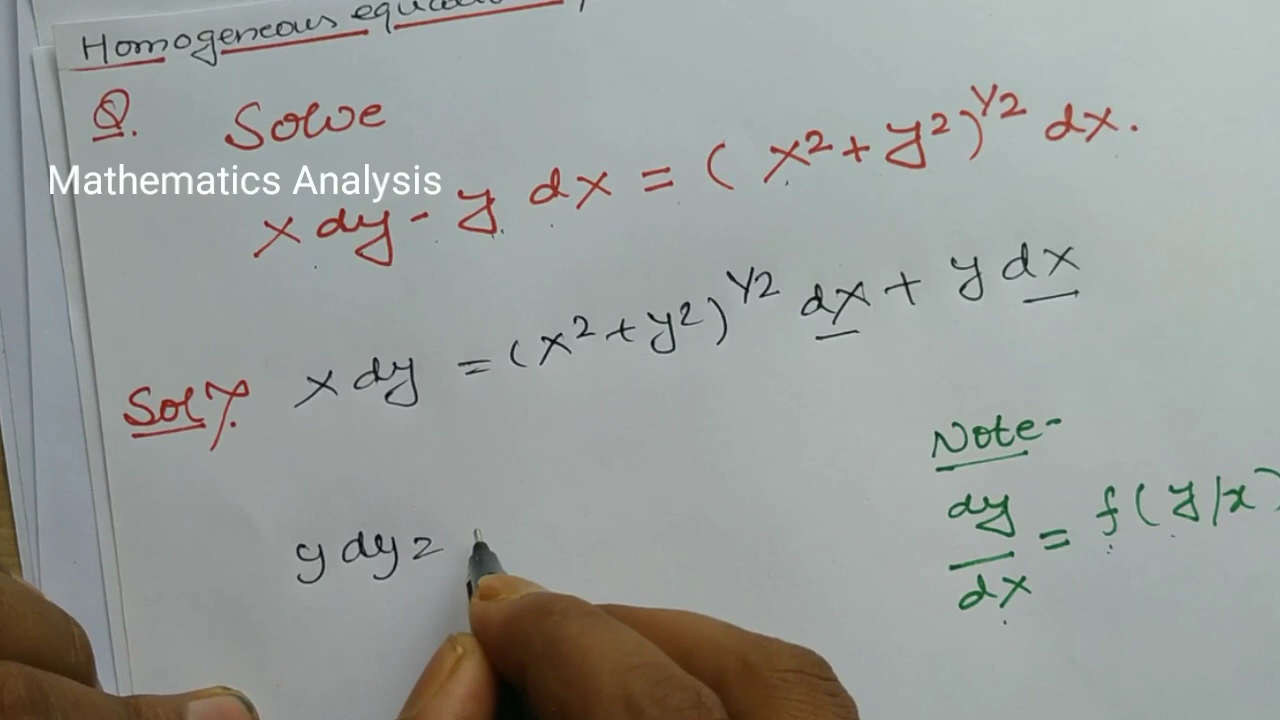 Homogeneous
Q. Solve
Mathematics Analysis
x dy - y dx = (x²+ y²)^1/2 dx.
x dy = (x²+y²)^1/2 dx + y dx
Solⁿ.
Note-
dy/dx = f(y/x)
y dy =